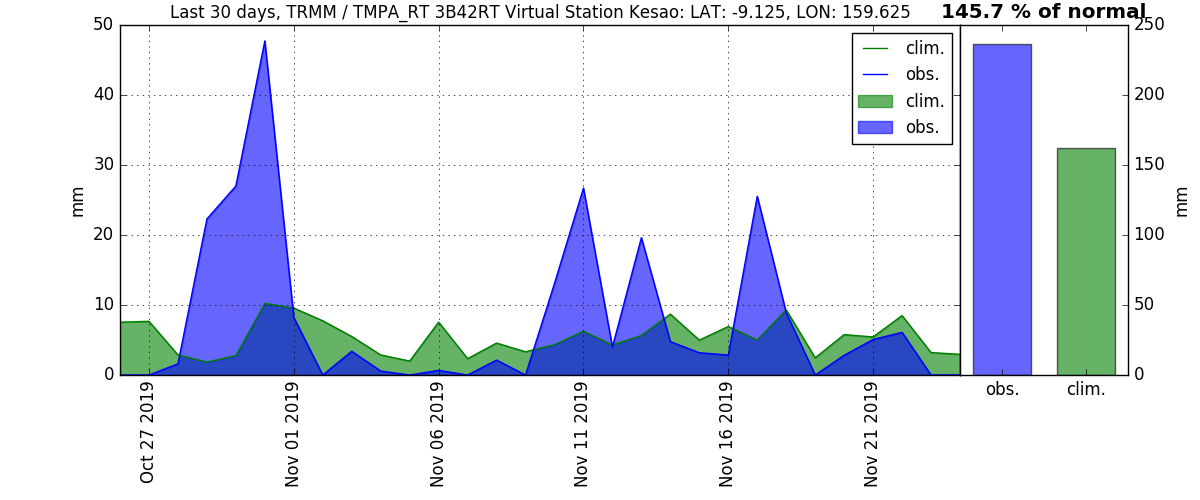 Last 30 days, TRMM / TMPA_RT 3B42RT Virtual Station Kesao: LAT: -9.125, LON: 159.625
145.7 % of normal
50
40
30
20
10
0
mm
clim.
obs.
clim.
obs.
250
200
150
100
50
0
mm
Oct 27 2019
Nov 01 2019
Nov 06 2019
Nov 11 2019
Nov 16 2019
Nov 21 2019
obs.
clim.